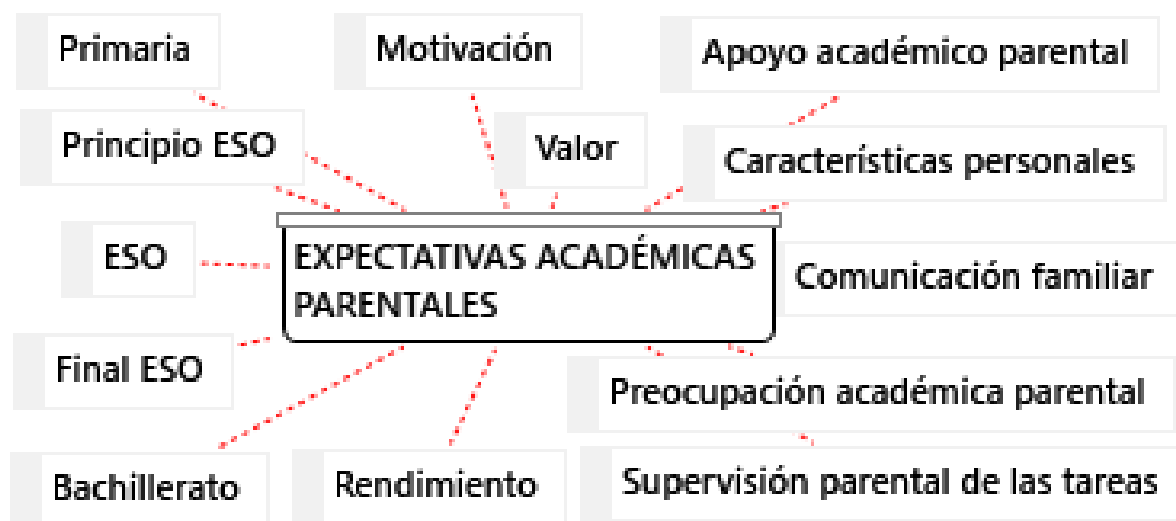 Primaria
Motivación
Apoyo académico parental
Principio ESO
Valor
Características personales
ESO
EXPECTATIVAS ACADÉMICAS
PARENTALES
Comunicación familiar
Final ESO
Preocupación académica parental
Bachillerato
Rendimiento
Supervisión parental de las tareas